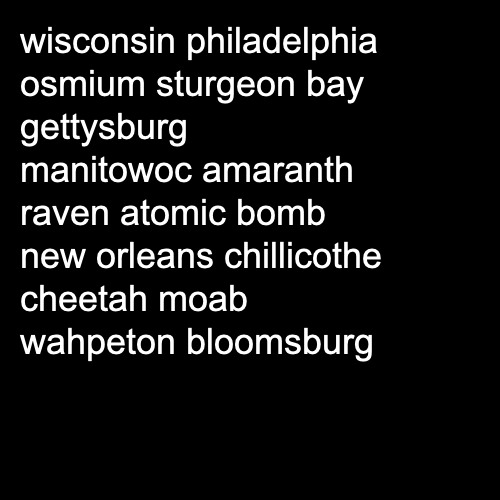 wisconsin philadelphia
osmium sturgeon bay
gettysburg
manitowoc amaranth
raven atomic bomb
new orleans chillicothe
cheetah moab
wahpeton bloomsburg